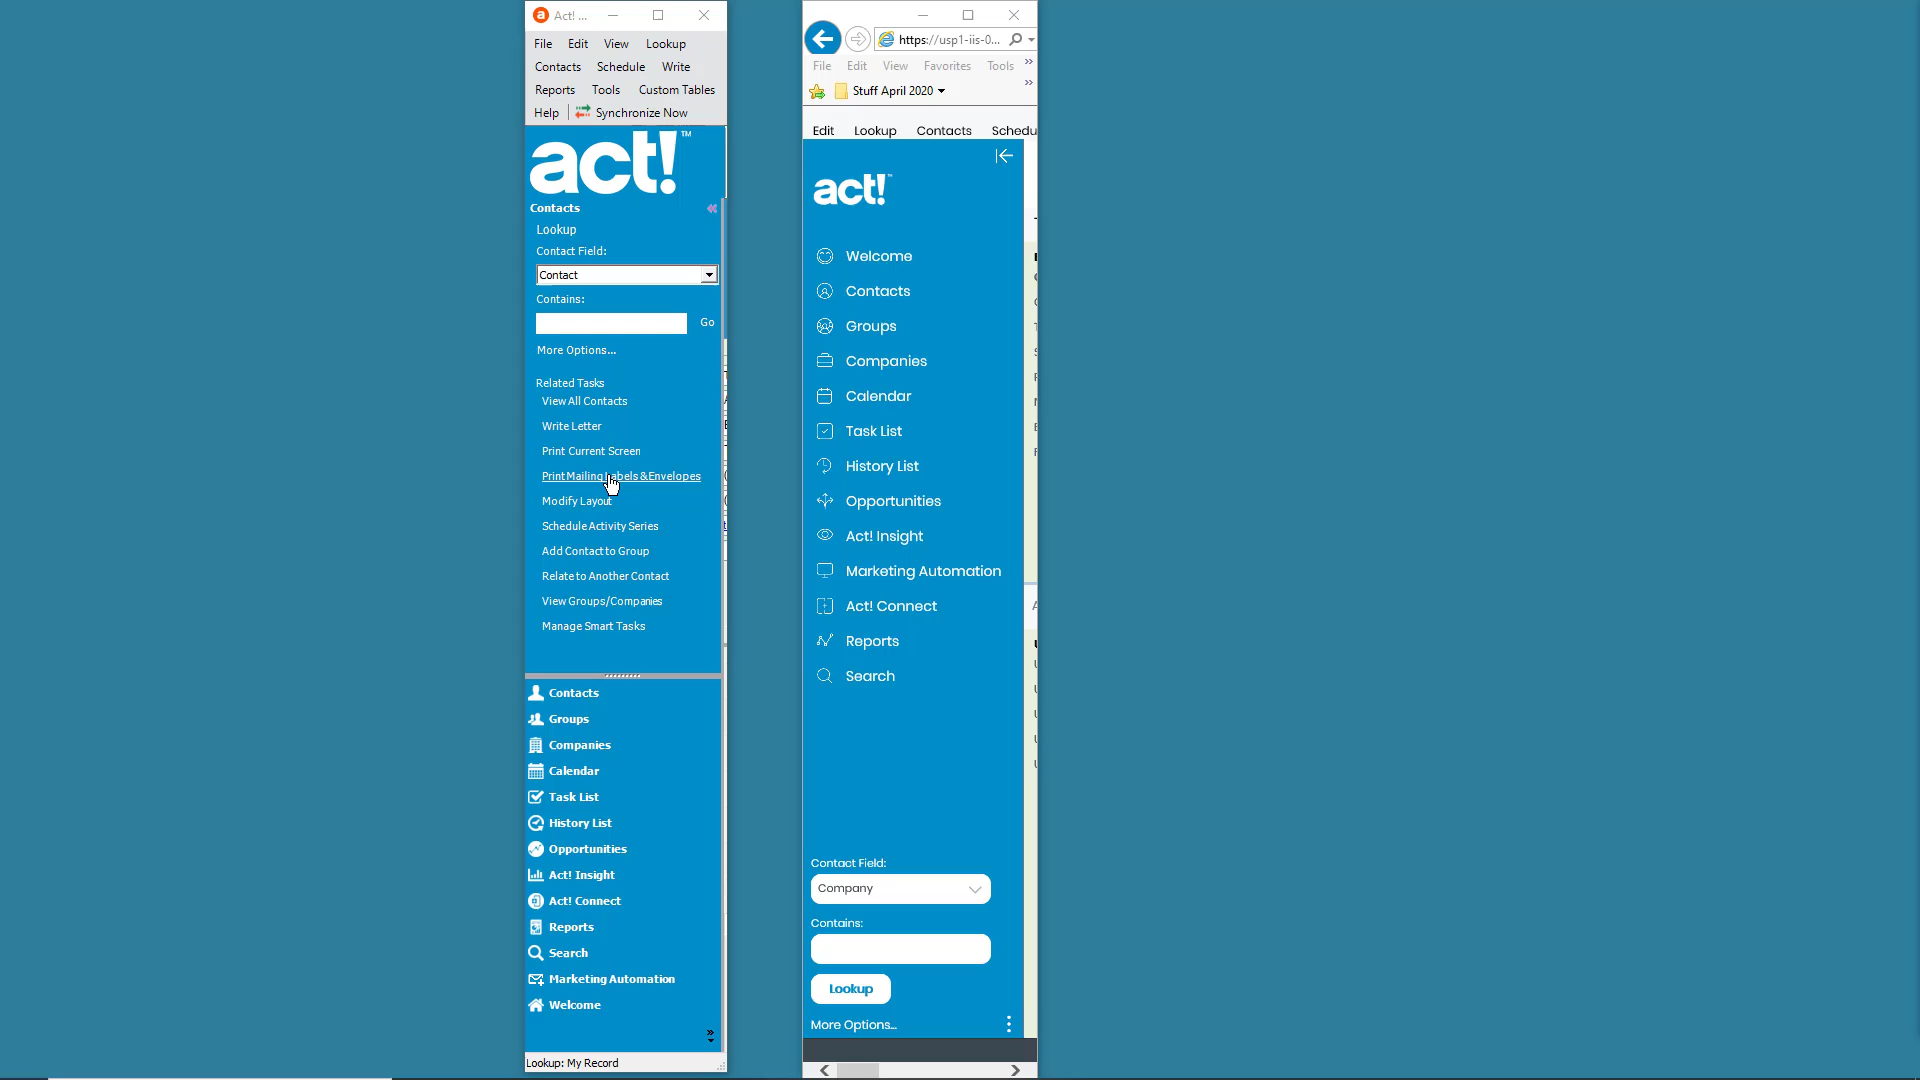 Act! ...
File Edit View Lookup
Contacts Schedule Write
Reports Tools Custom Tables
Help Synchronize Now
act!™
Contacts
Lookup
Contact Field:
Contact
Contains:
Go
More Options...
Related Tasks
View All Contacts
Write Letter
Print Current Screen
Print Mailing Labels & Envelopes
Modify Layout
Schedule Activity Series
Add Contact to Group
Relate to Another Contact
View Groups/Companies
Manage Smart Tasks
Contacts
Groups
Companies
Calendar
Task List
History List
Opportunities
Act! Insight
Act! Connect
Reports
Search
Marketing Automation
Welcome
Lookup: My Record
https://usp1-iis-0...
File Edit View Favorites Tools
Stuff April 2020
Edit Lookup Contacts Schedu
act!™
Welcome
Contacts
Groups
Companies
Calendar
Task List
History List
Opportunities
Act! Insight
Marketing Automation
Act! Connect
Reports
Search
Contact Field:
Company
Contains:
Lookup
More Options...